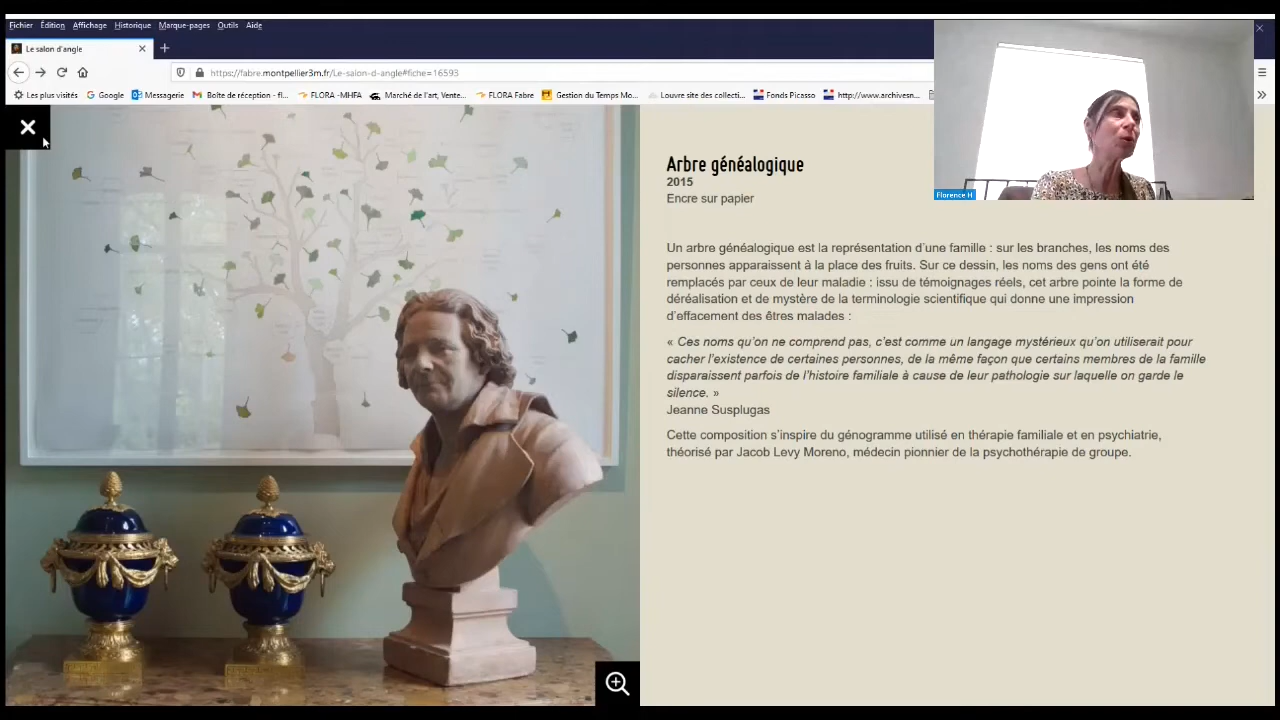 Fichier Édition Affichage Historique Marque-pages Outils Aide
Le salon d'angle
https://fabre.montpellier3m.fr/Le-salon-d-angle#fiche=16593
Les plus visités Google Messagerie Boîte de réception - fl... FLORA -MHFA Marché de l'art, Vente... FLORA Fabre Gestion du Temps Mo... Louvre site des collecti... Fonds Picasso http://www.archivesn...
Florence H
Arbre généalogique
2015
Encre sur papier
Un arbre généalogique est la représentation d'une famille : sur les branches, les noms des
personnes apparaissent à la place des fruits. Sur ce dessin, les noms des gens ont été
remplacés par ceux de leur maladie : issu de témoignages réels, cet arbre pointe la forme de
déréalisation et de mystère de la terminologie scientifique qui donne une impression
d'effacement des êtres malades :
« Ces noms qu'on ne comprend pas, c'est comme un langage mystérieux qu'on utiliserait pour
cacher l'existence de certaines personnes, de la même façon que certains membres de la famille
disparaissent parfois de l'histoire familiale à cause de leur pathologie sur laquelle on garde le
silence. »
Jeanne Susplugas
Cette composition s'inspire du génogramme utilisé en thérapie familiale et en psychiatrie,
théorisé par Jacob Levy Moreno, médecin pionnier de la psychothérapie de groupe.